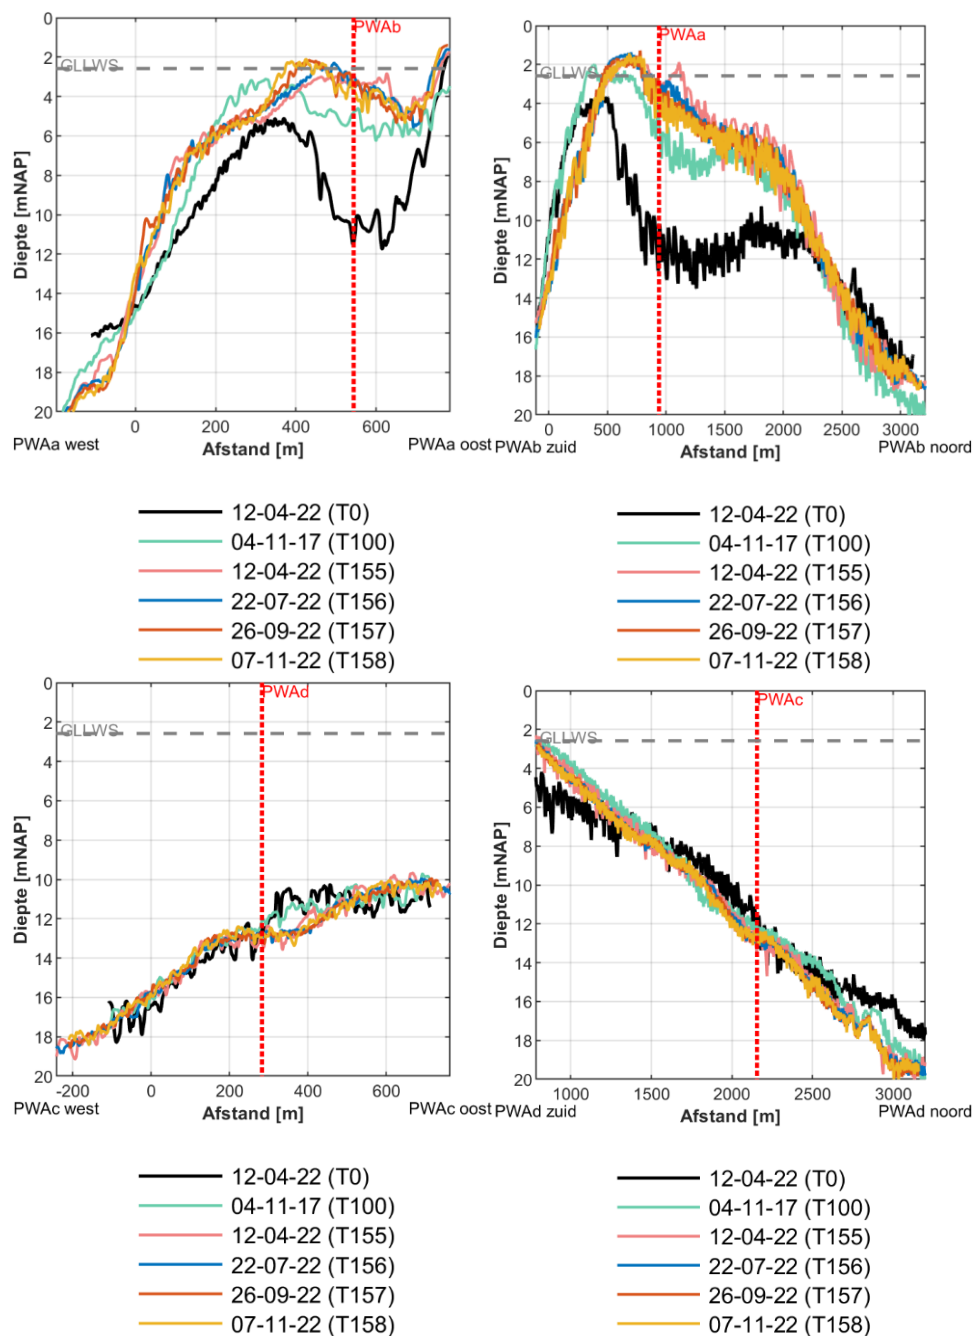 0
2
4
6
8
10
12
14
16
18
20
Diepte [mNAP]
GLLWS
PWAb
0
200
400
600
PWAa west
Afstand [m]
PWAa oost
0
2
4
6
8
10
12
14
16
18
20
Diepte [mNAP]
GLLWS
PWAa
0
500
1000
1500
2000
2500
3000
PWAb zuid
Afstand [m]
PWAb noord
12-04-22 (T0)
04-11-17 (T100)
12-04-22 (T155)
22-07-22 (T156)
26-09-22 (T157)
07-11-22 (T158)
12-04-22 (T0)
04-11-17 (T100)
12-04-22 (T155)
22-07-22 (T156)
26-09-22 (T157)
07-11-22 (T158)
0
2
4
6
8
10
12
14
16
18
20
Diepte [mNAP]
GLLWS
PWAd
-200
0
200
400
600
PWAc west
Afstand [m]
PWAc oost
0
2
4
6
8
10
12
14
16
18
20
Diepte [mNAP]
GLLWS
PWAc
1000
1500
2000
2500
3000
PWAd zuid
Afstand [m]
PWAd noord
12-04-22 (T0)
04-11-17 (T100)
12-04-22 (T155)
22-07-22 (T156)
26-09-22 (T157)
07-11-22 (T158)
12-04-22 (T0)
04-11-17 (T100)
12-04-22 (T155)
22-07-22 (T156)
26-09-22 (T157)
07-11-22 (T158)